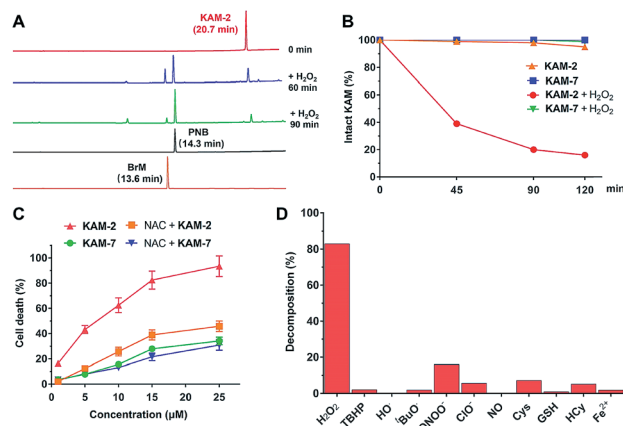 A
KAM-2
(20.7 min)
0 min
+ H₂O₂
60 min
+ H₂O₂
90 min
PNB
(14.3 min)
BrM
(13.6 min)
B
Intact KAM (%)
100
80
60
40
20
0
0 45 90 120 min
KAM-2
KAM-7
KAM-2 + H₂O₂
KAM-7 + H₂O₂
C
KAM-2 NAC + KAM-2
KAM-7 NAC + KAM-7
Cell death (%)
100
80
60
40
20
0
0 5 10 15 20 25
Concentration (µM)
D
Decomposition (%)
100
80
60
40
20
0
H₂O₂ TBHP HO· ᵗBuO· ONOO⁻ ClO⁻ NO Cys GSH HCy Fe²⁺